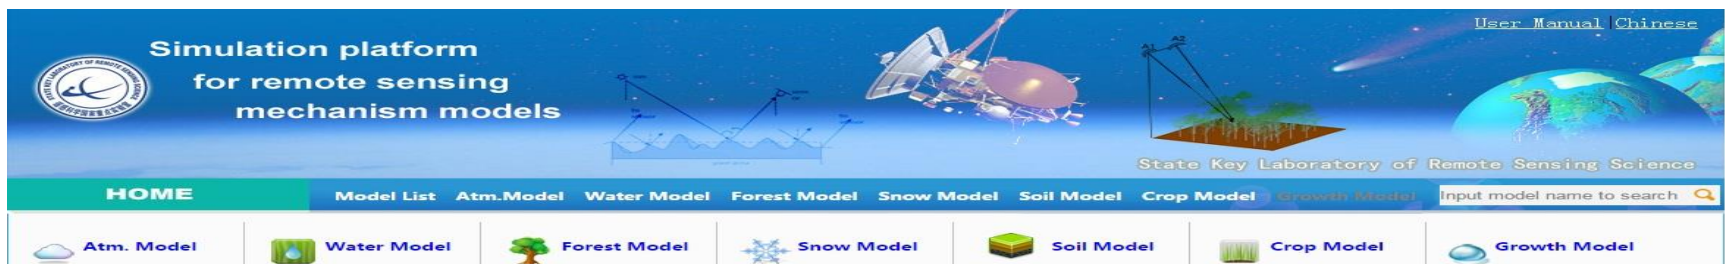 User Manual|Chinese
Simulation platform
for remote sensing
mechanism models
A1 A2
State Key Laboratory of Remote Sensing Science
HOME Model List Atm.Model Water Model Forest Model Snow Model Soil Model Crop Model Growth Model Input model name to search
Atm. Model Water Model Forest Model Snow Model Soil Model Crop Model Growth Model